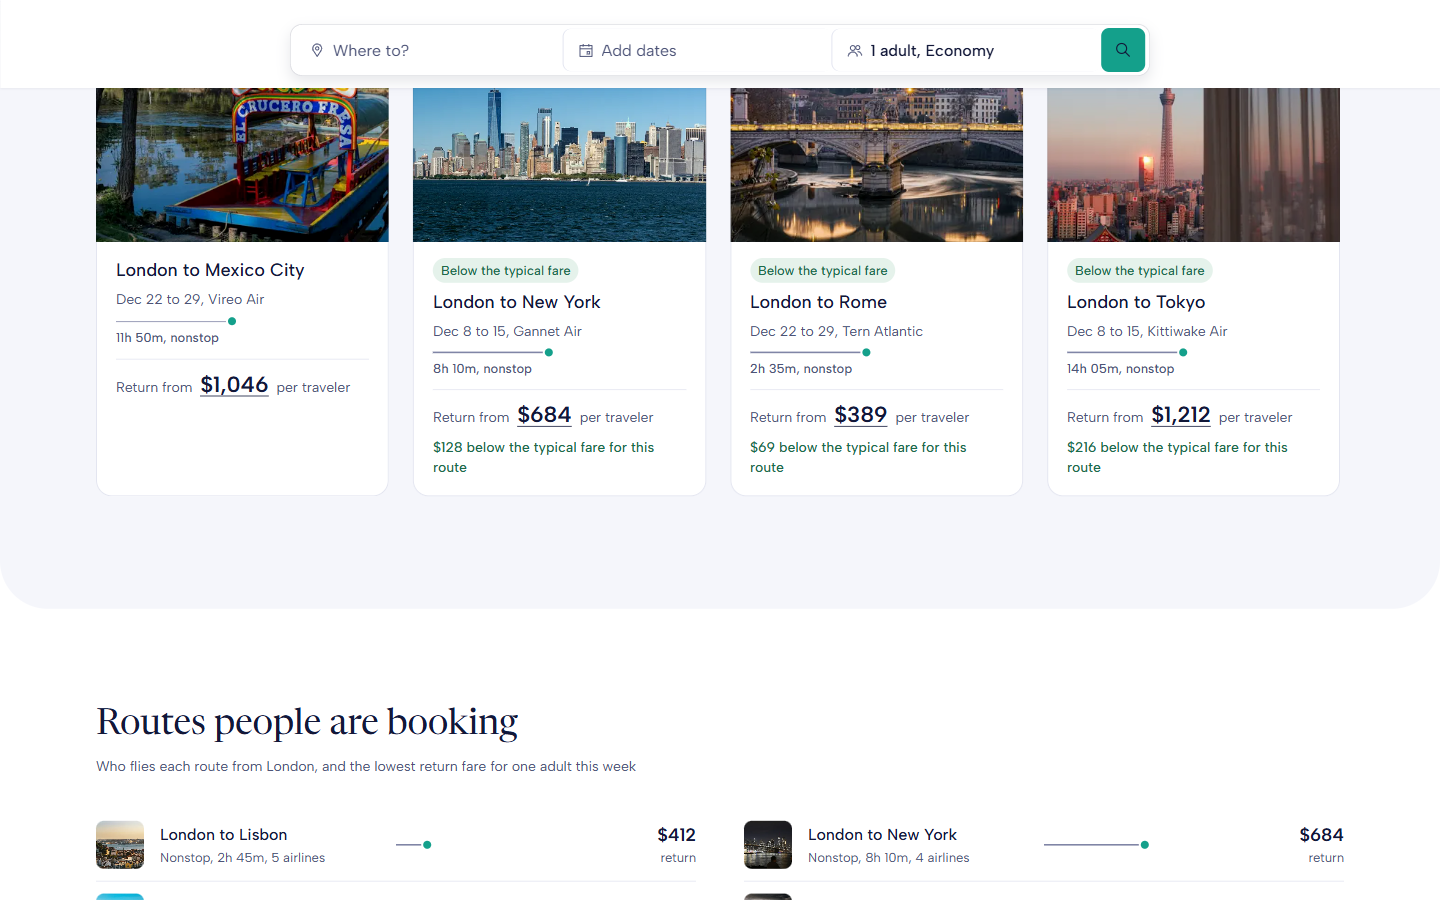 Where to?
Add dates
1 adult, Economy
EL CRUCERO FRESA
London to Mexico City
Dec 22 to 29, Vireo Air
11h 50m, nonstop
Return from $1,046 per traveler
Below the typical fare
London to New York
Dec 8 to 15, Gannet Air
8h 10m, nonstop
Return from $684 per traveler
$128 below the typical fare for this
route
Below the typical fare
London to Rome
Dec 22 to 29, Tern Atlantic
2h 35m, nonstop
Return from $389 per traveler
$69 below the typical fare for this
route
Below the typical fare
London to Tokyo
Dec 8 to 15, Kittiwake Air
14h 05m, nonstop
Return from $1,212 per traveler
$216 below the typical fare for this
route
Routes people are booking
Who flies each route from London, and the lowest return fare for one adult this week
London to Lisbon
Nonstop, 2h 45m, 5 airlines
$412
return
London to New York
Nonstop, 8h 10m, 4 airlines
$684
return